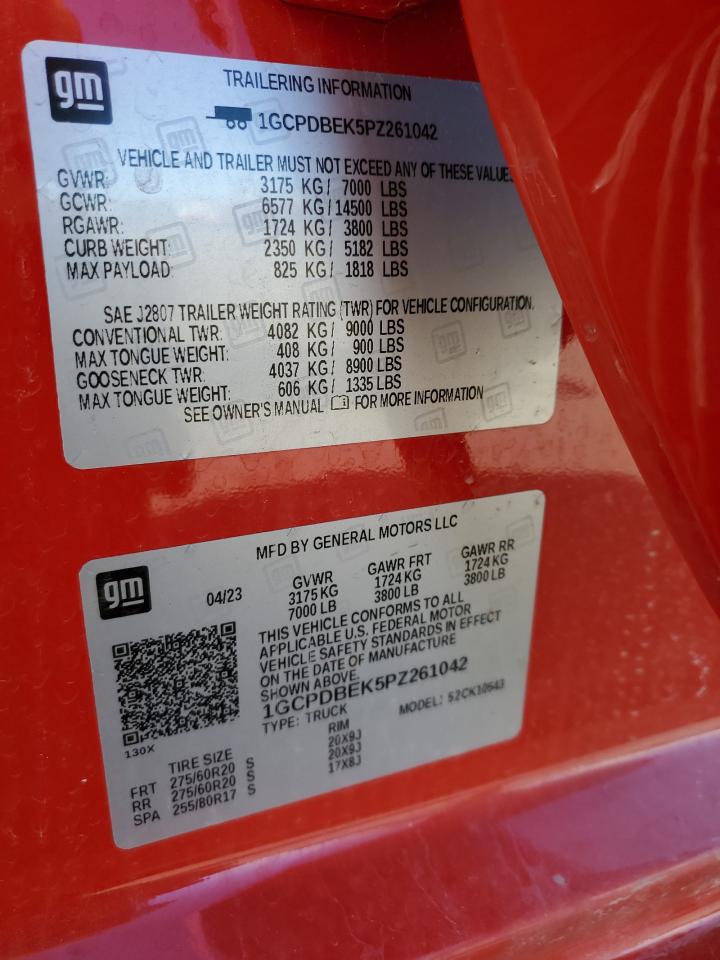 gm
TRAILERING INFORMATION
1GCPDBEK5PZ261042
VEHICLE AND TRAILER MUST NOT EXCEED ANY OF THESE VALUES
GVWR: 3175 KG/ 7000 LBS
GCWR: 6577 KG/ 14500 LBS
RGAWR: 1724 KG/ 3800 LBS
CURB WEIGHT: 2350 KG/ 5182 LBS
MAX PAYLOAD: 825 KG/ 1818 LBS
SAE J2807 TRAILER WEIGHT RATING (TWR) FOR VEHICLE CONFIGURATION.
CONVENTIONAL TWR: 4082 KG/ 9000 LBS
MAX TONGUE WEIGHT: 408 KG/ 900 LBS
GOOSENECK TWR: 4037 KG/ 8900 LBS
MAX TONGUE WEIGHT: 606 KG/ 1335 LBS
SEE OWNER'S MANUAL FOR MORE INFORMATION
MFD BY GENERAL MOTORS LLC
gm
04/23
GVWR GAWR FRT GAWR RR
3175 KG 1724 KG 1724 KG
7000 LB 3800 LB 3800 LB
THIS VEHICLE CONFORMS TO ALL
APPLICABLE U.S. FEDERAL MOTOR
VEHICLE SAFETY STANDARDS IN EFFECT
ON THE DATE OF MANUFACTURE
SHOWN ABOVE.
1GCPDBEK5PZ261042
TYPE: TRUCK MODEL: 52CK10543
130X
TIRE SIZE RIM
FRT 275/60R20 S 20X9J
RR 275/60R20 S 20X9J
SPA 255/80R17 S 17X8J